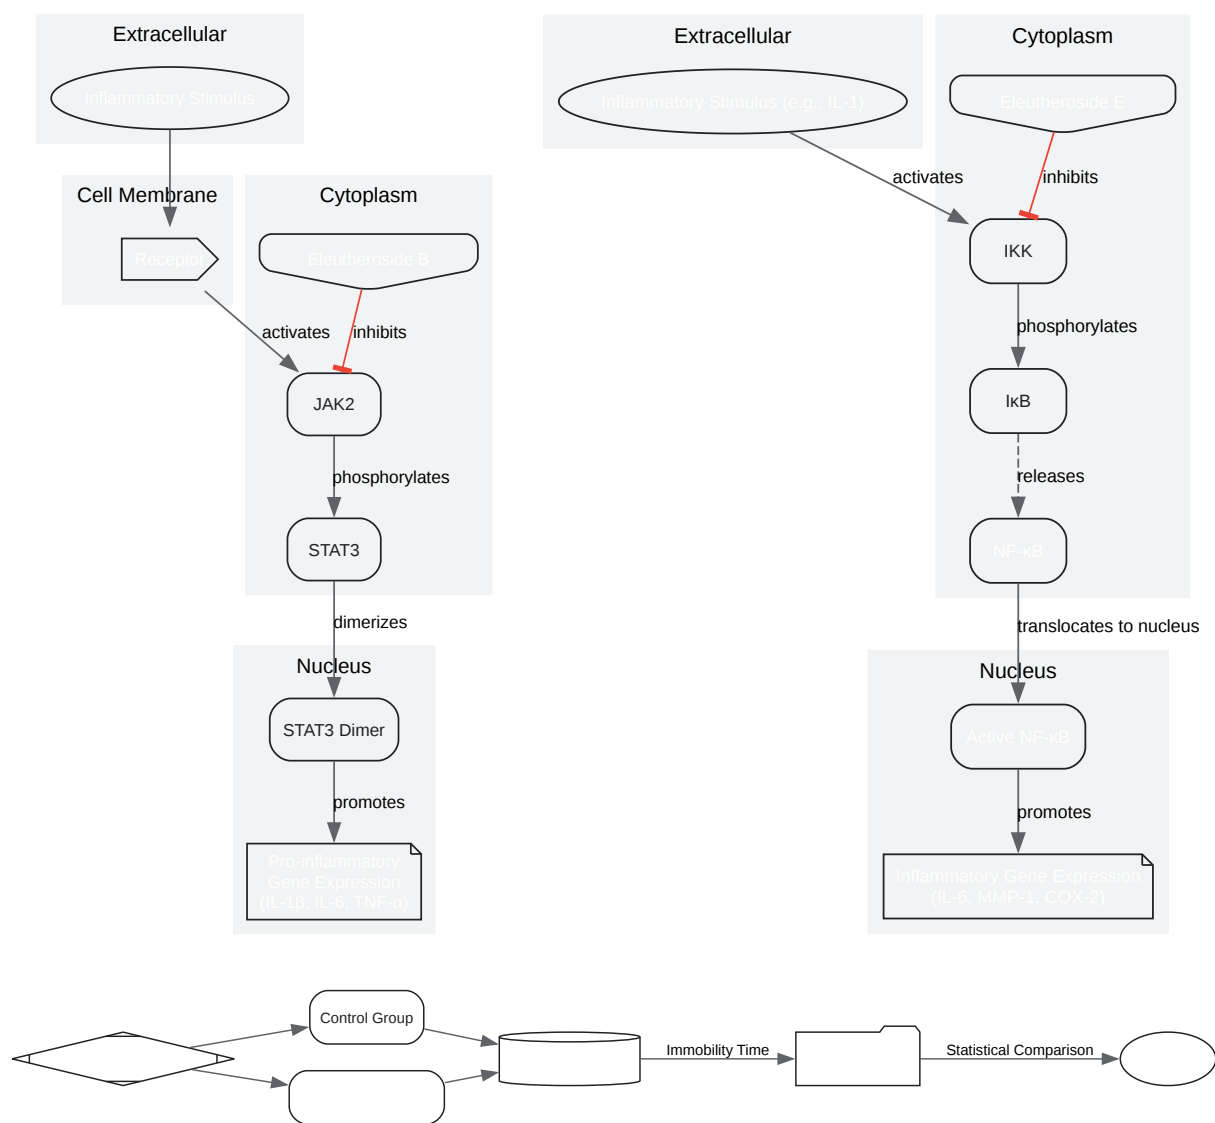 Extracellular
Inflammatory Stimulus
Cell Membrane
Receptor
Cytoplasm
Eleutheroside B
activates
inhibits
JAK2
phosphorylates
STAT3
dimerizes
Nucleus
STAT3 Dimer
promotes
Pro-inflammatory
Gene Expression
(IL-1β, IL-6, TNF-α)
Extracellular
Inflammatory Stimulus (e.g., IL-1)
Cytoplasm
Eleutheroside E
activates
inhibits
IKK
phosphorylates
IκB
releases
NF-κB
translocates to nucleus
Nucleus
Active NF-κB
promotes
Inflammatory Gene Expression
(IL-6, MMP-1, COX-2)
Control Group
Immobility Time
Statistical Comparison